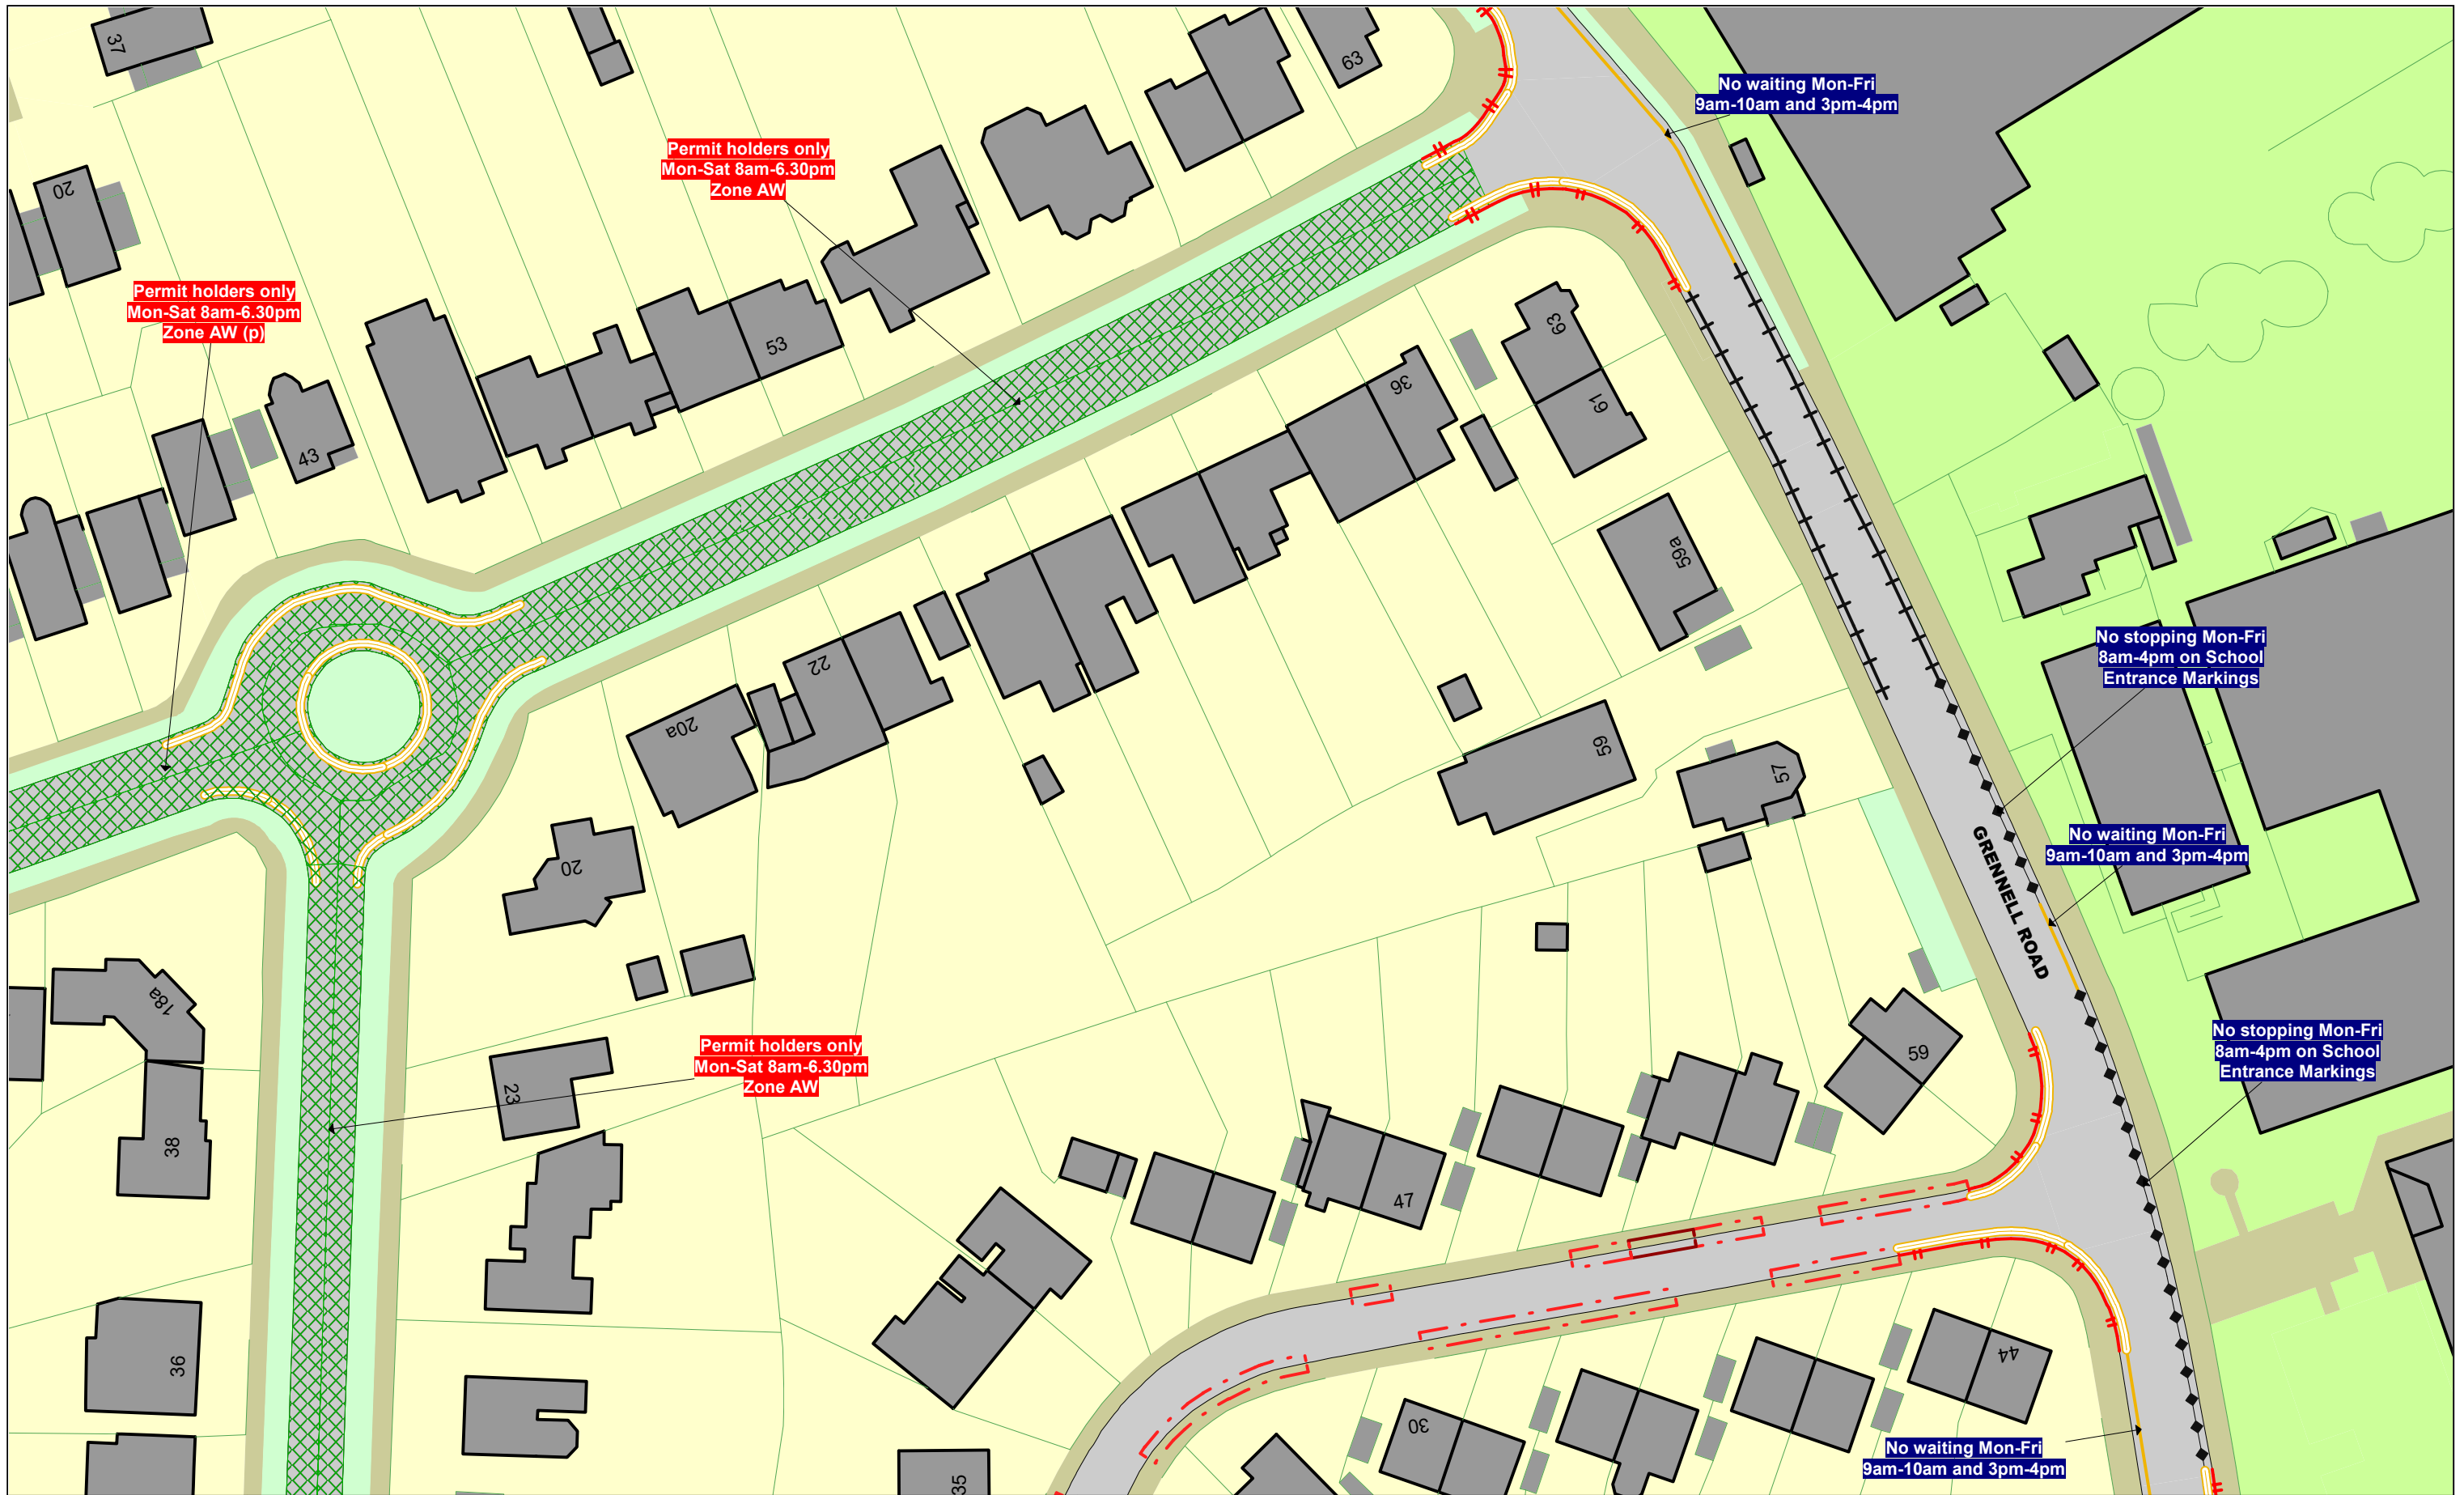 37
63
No waiting Mon-Fri
9am-10am and 3pm-4pm
Permit holders only
Mon-Sat 8am-6.30pm
Zone AW
20
Permit holders only
Mon-Sat 8am-6.30pm
Zone AW (p)
53
63
36
61
43
59a
No stopping Mon-Fri
8am-4pm on School
Entrance Markings
22
20a
59
57
No waiting Mon-Fri
9am-10am and 3pm-4pm
GRENNELL ROAD
20
18a
No stopping Mon-Fri
8am-4pm on School
Entrance Markings
Permit holders only
Mon-Sat 8am-6.30pm
Zone AW
59
23
38
47
36
44
30
No waiting Mon-Fri
9am-10am and 3pm-4pm
35